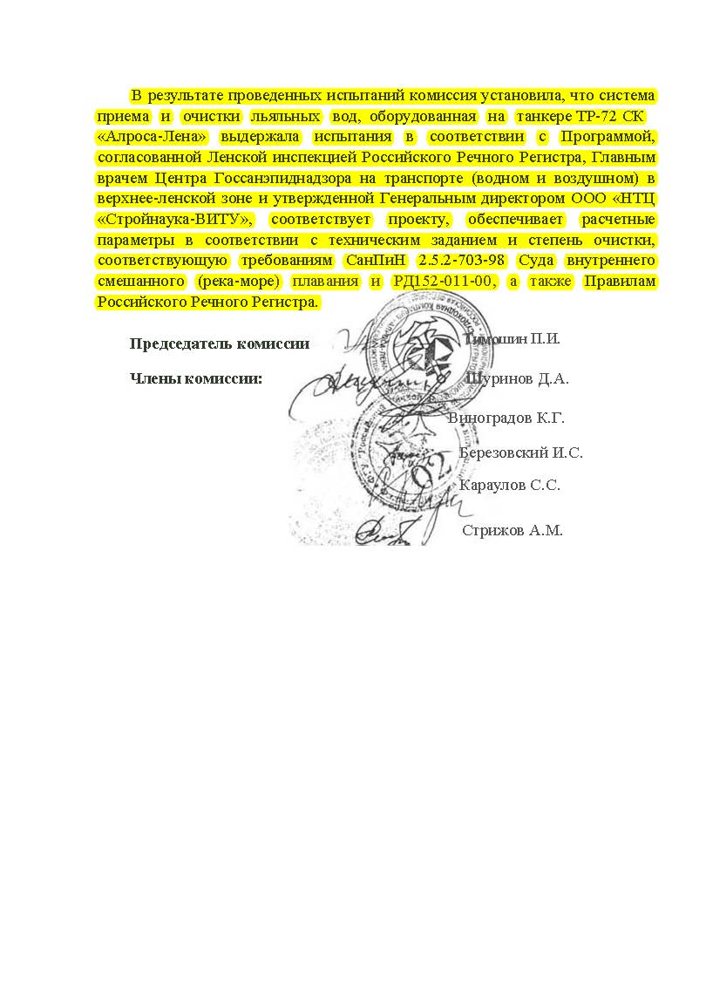 В результате проведенных испытаний комиссия установила, что система
приема и очистки льяльных вод, оборудованная на танкере ТР-72 СК
«Алроса-Лена» выдержала испытания в соответствии с Программой,
согласованной Ленской инспекцией Российского Речного Регистра, Главным
врачем Центра Госсанэпиднадзора на транспорте (водном и воздушном) в
верхнее-ленской зоне и утвержденной Генеральным директором ООО «НТЦ
«Стройнаука-ВИТУ», соответствует проекту, обеспечивает расчетные
параметры в соответствии с техническим заданием и степень очистки,
соответствующую требованиям СанПиН 2.5.2-703-98 Суда внутреннего
смешанного (река-море) плавания и РД152-011-00, а также Правилам
Российского Речного Регистра.
Председатель комиссии Тимошин П.И.
Члены комиссии: Шуринов Д.А.
Виноградов К.Г.
Березовский И.С.
Караулов С.С.
Стрижов А.М.